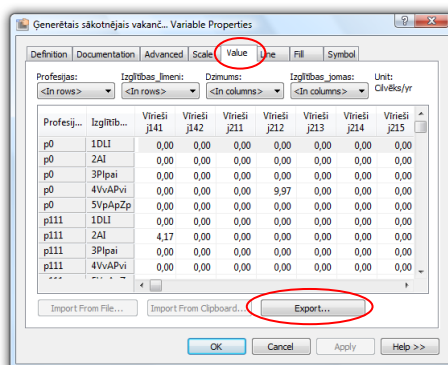 Ģenerētais sākotnējais vakanč... Variable Properties
Definition Documentation Advanced Scale Value Line Fill Symbol
Profesijas: Izglītības_līmeni: Dzimums: Izglītības_jomas: Unit:
<In rows> <In rows> <In columns> <In columns> Cilvēks/yr
Profesij... Izglītīb... Vīrieši j141 Vīrieši j142 Vīrieši j211 Vīrieši j212 Vīrieši j213 Vīrieši j214 Vīrieši j215
p0 1DLI 0,00 0,00 0,00 0,00 0,00 0,00 0,00
p0 2AI 0,00 0,00 0,00 0,00 0,00 0,00 0,00
p0 3PIpai 0,00 0,00 0,00 0,00 0,00 0,00 0,00
p0 4VvAPvi 0,00 0,00 0,00 9,97 0,00 0,00 0,00
p0 5VpApZp 0,00 0,00 0,00 0,00 0,00 0,00 0,00
p111 1DLI 0,00 0,00 0,00 0,00 0,00 0,00 0,00
p111 2AI 4,17 0,00 0,00 0,00 0,00 0,00 0,00
p111 3PIpai 0,00 0,00 0,00 0,00 0,00 0,00 0,00
p111 4VvAPvi 0,00 0,00 0,00 0,00 0,00 0,00 0,00
Import From File... Import From Clipboard... Export...
OK Cancel Apply Help >>